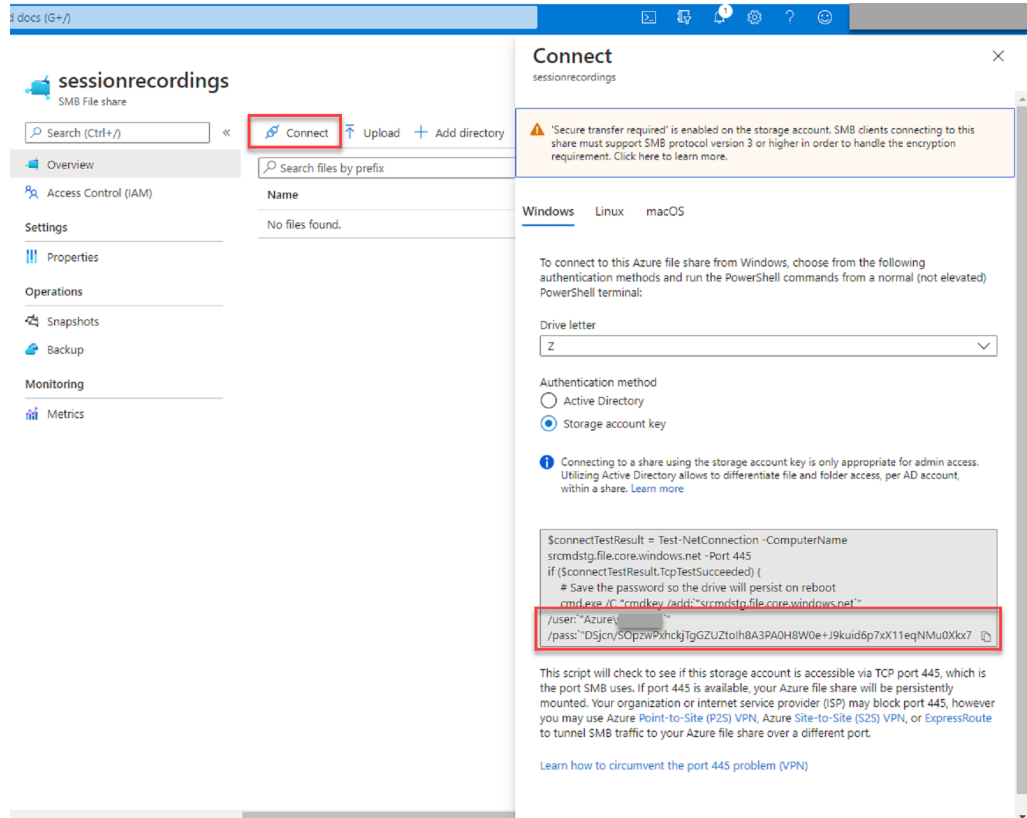 d docs (G+/)
1
sessionrecordings
SMB File share
Search (Ctrl+/)
«
Overview
Access Control (IAM)
Settings
Properties
Operations
Snapshots
Backup
Monitoring
Metrics
Connect
Upload
Add directory
Search files by prefix
Name
No files found.
Connect
sessionrecordings
'Secure transfer required' is enabled on the storage account. SMB clients connecting to this
share must support SMB protocol version 3 or higher in order to handle the encryption
requirement. Click here to learn more.
Windows Linux macOS
To connect to this Azure file share from Windows, choose from the following
authentication methods and run the PowerShell commands from a normal (not elevated)
PowerShell terminal:
Drive letter
Z
Authentication method
Active Directory
Storage account key
Connecting to a share using the storage account key is only appropriate for admin access.
Utilizing Active Directory allows to differentiate file and folder access, per AD account,
within a share. Learn more
$connectTestResult = Test-NetConnection -ComputerName
srcmdstg.file.core.windows.net -Port 445
if ($connectTestResult.TcpTestSucceeded) {
# Save the password so the drive will persist on reboot
cmd.exe /C "cmdkey /add:`"srcmdstg.file.core.windows.net`"
/user:`"Azure\ `"
/pass:`"DSjcn/SOpzwPxhckjTgGZUZtoIh8A3PA0H8W0e+J9kuid6p7xX11eqNMu0Xkx7
This script will check to see if this storage account is accessible via TCP port 445, which is
the port SMB uses. If port 445 is available, your Azure file share will be persistently
mounted. Your organization or internet service provider (ISP) may block port 445, however
you may use Azure Point-to-Site (P2S) VPN, Azure Site-to-Site (S2S) VPN, or ExpressRoute
to tunnel SMB traffic to your Azure file share over a different port.
Learn how to circumvent the port 445 problem (VPN)